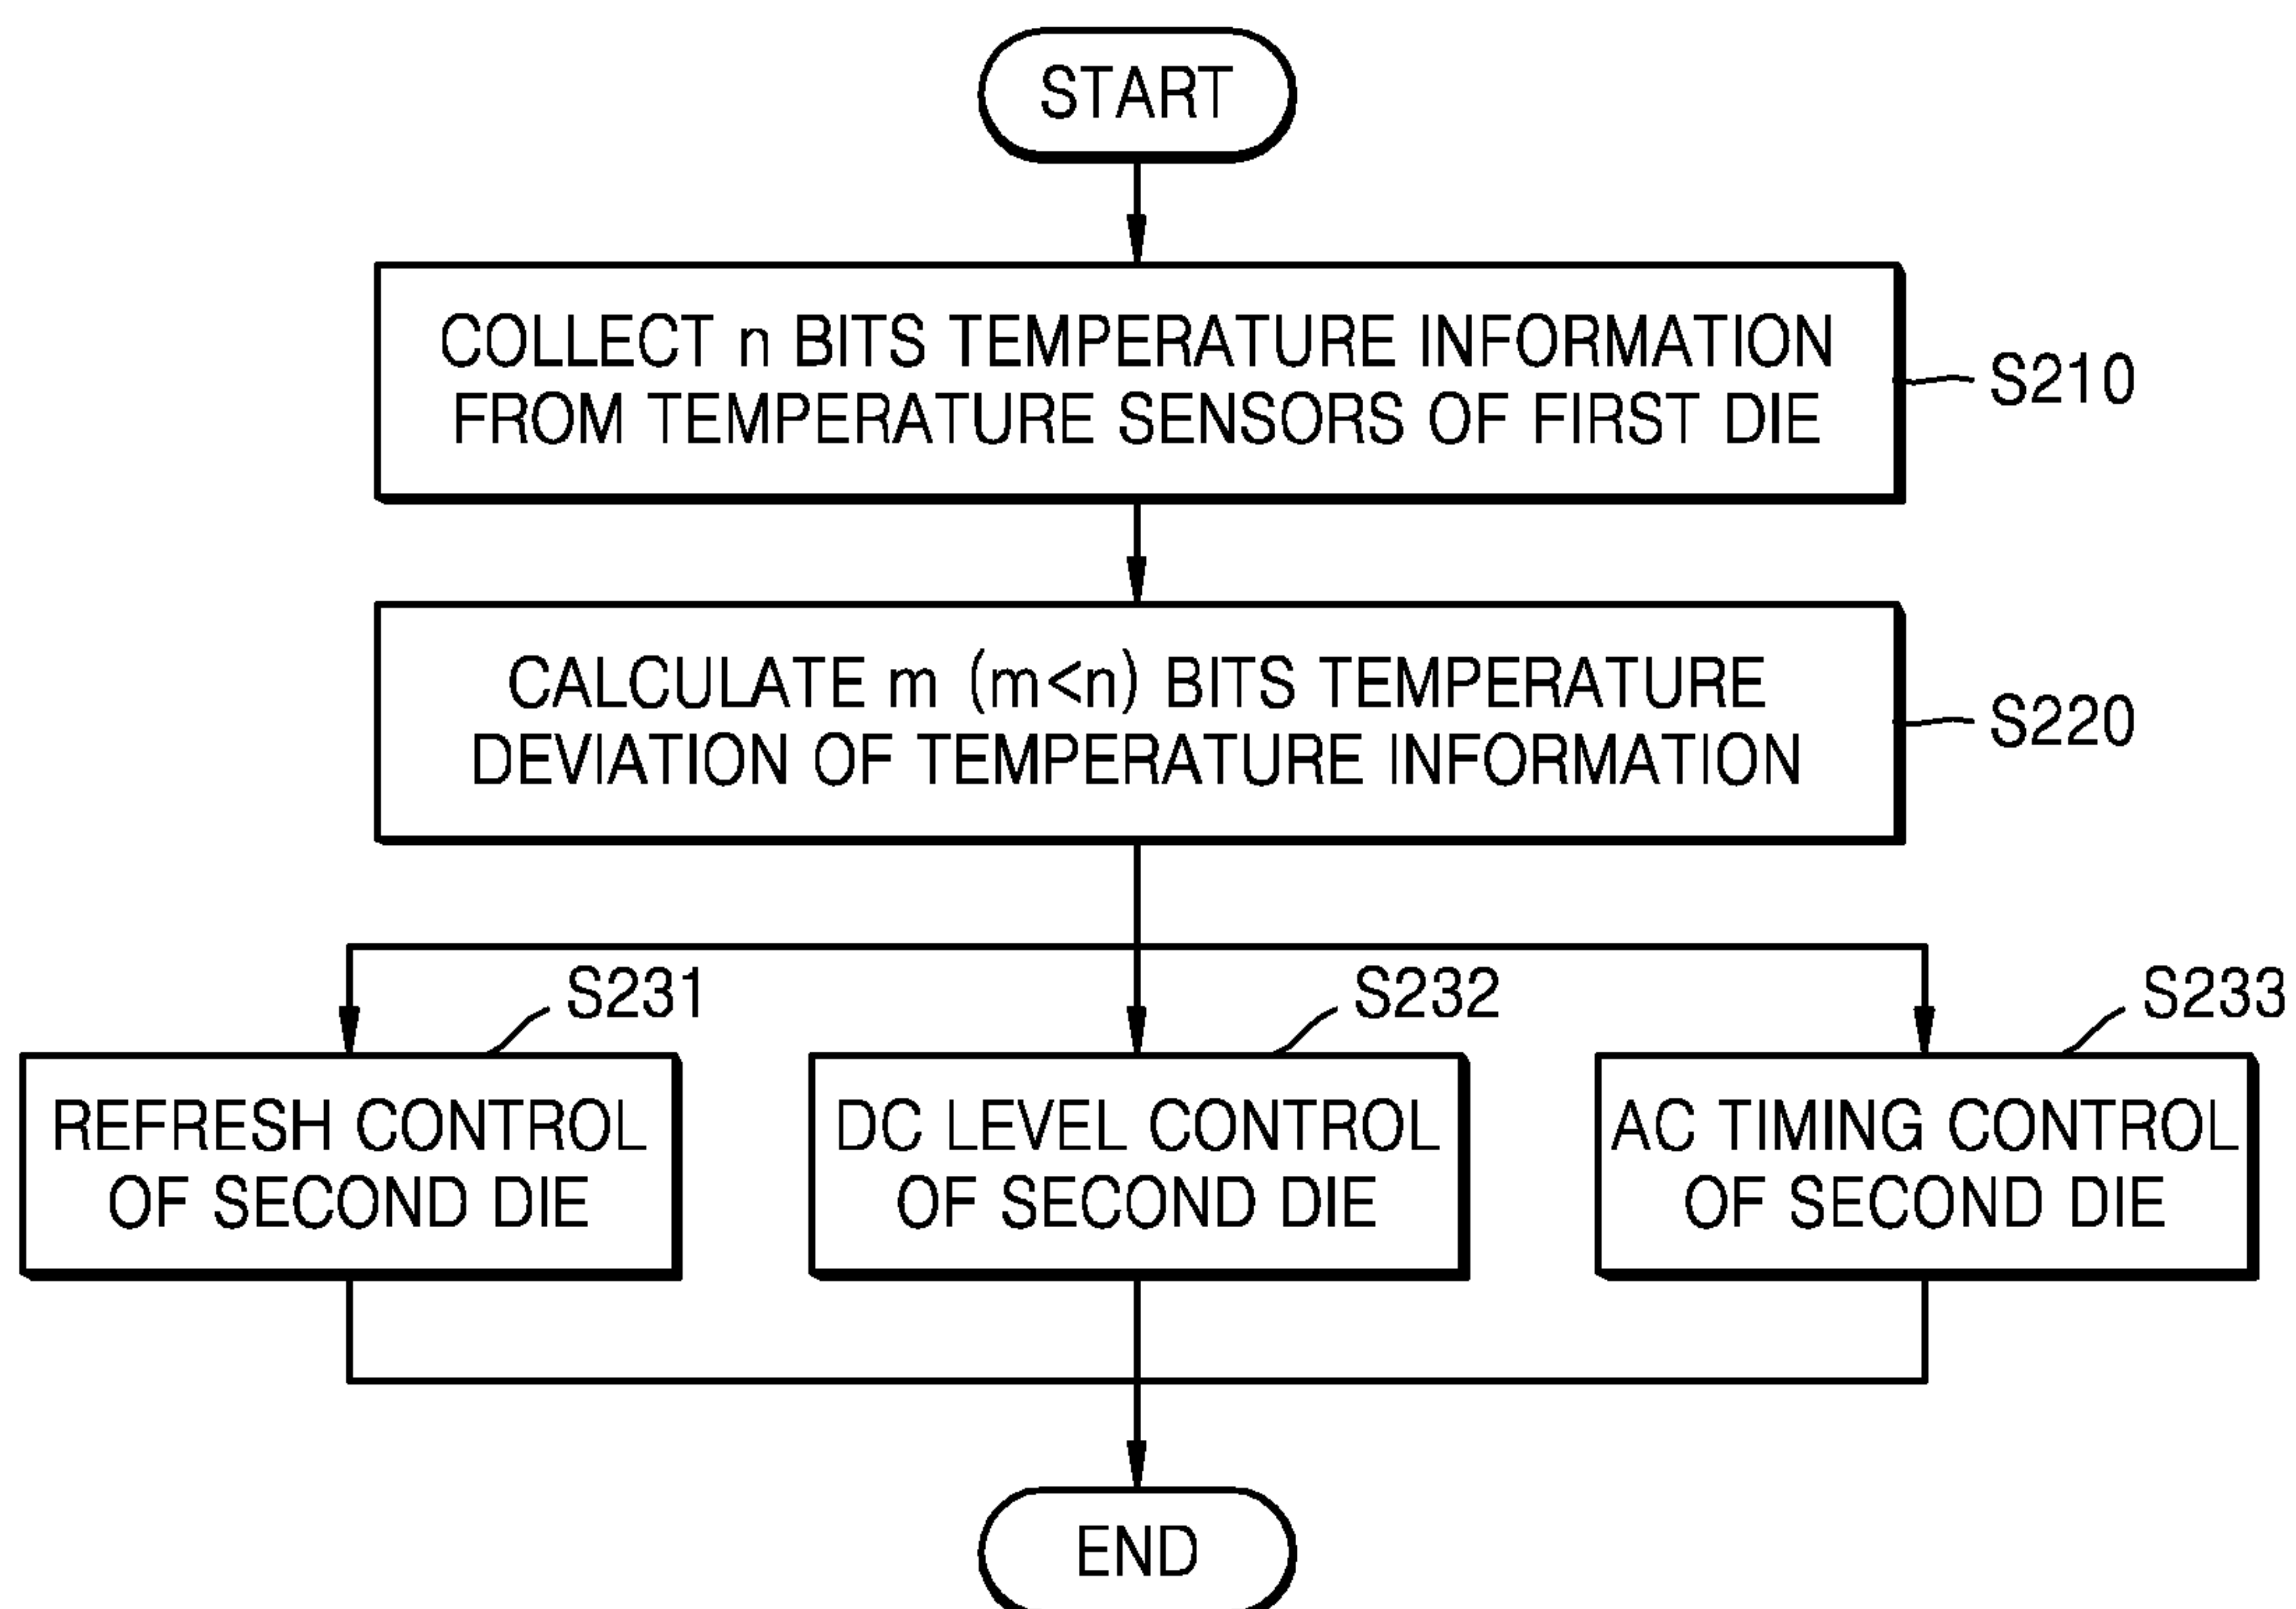 START
COLLECT n BITS TEMPERATURE INFORMATION
FROM TEMPERATURE SENSORS OF FIRST DIE
S210
CALCULATE m (m<n) BITS TEMPERATURE
DEVIATION OF TEMPERATURE INFORMATION
S220
S231
REFRESH CONTROL
OF SECOND DIE
S232
DC LEVEL CONTROL
OF SECOND DIE
S233
AC TIMING CONTROL
OF SECOND DIE
END